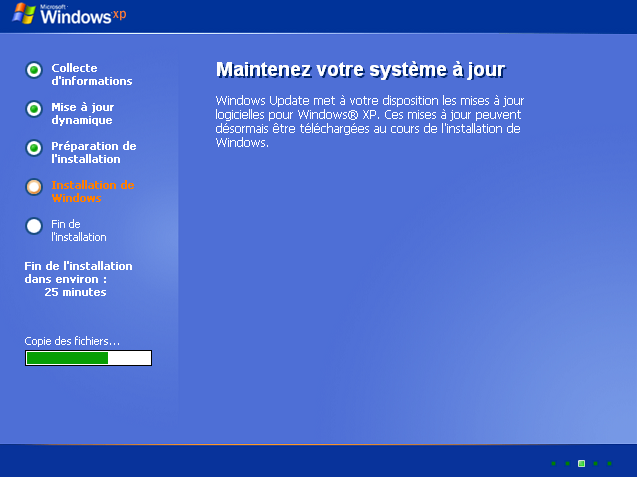 Microsoft
Windows xp
Collecte
d'informations
Mise à jour
dynamique
Préparation de
l'installation
Installation de
Windows
Fin de
l'installation
Fin de l'installation
dans environ :
25 minutes
Copie des fichiers...
Maintenez votre système à jour
Windows Update met à votre disposition les mises à jour
logicielles pour Windows® XP. Ces mises à jour peuvent
désormais être téléchargées au cours de l'installation de
Windows.